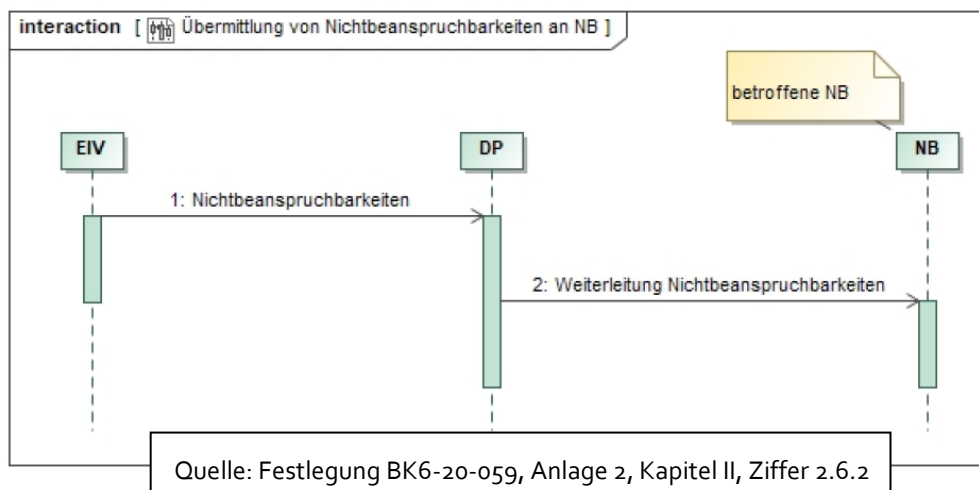 interaction [ Übermittlung von Nichtbeanspruchbarkeiten an NB ]
betroffene NB
EIV
DP
NB
1: Nichtbeanspruchbarkeiten
2: Weiterleitung Nichtbeanspruchbarkeiten
Quelle: Festlegung BK6-20-059, Anlage 2, Kapitel II, Ziffer 2.6.2